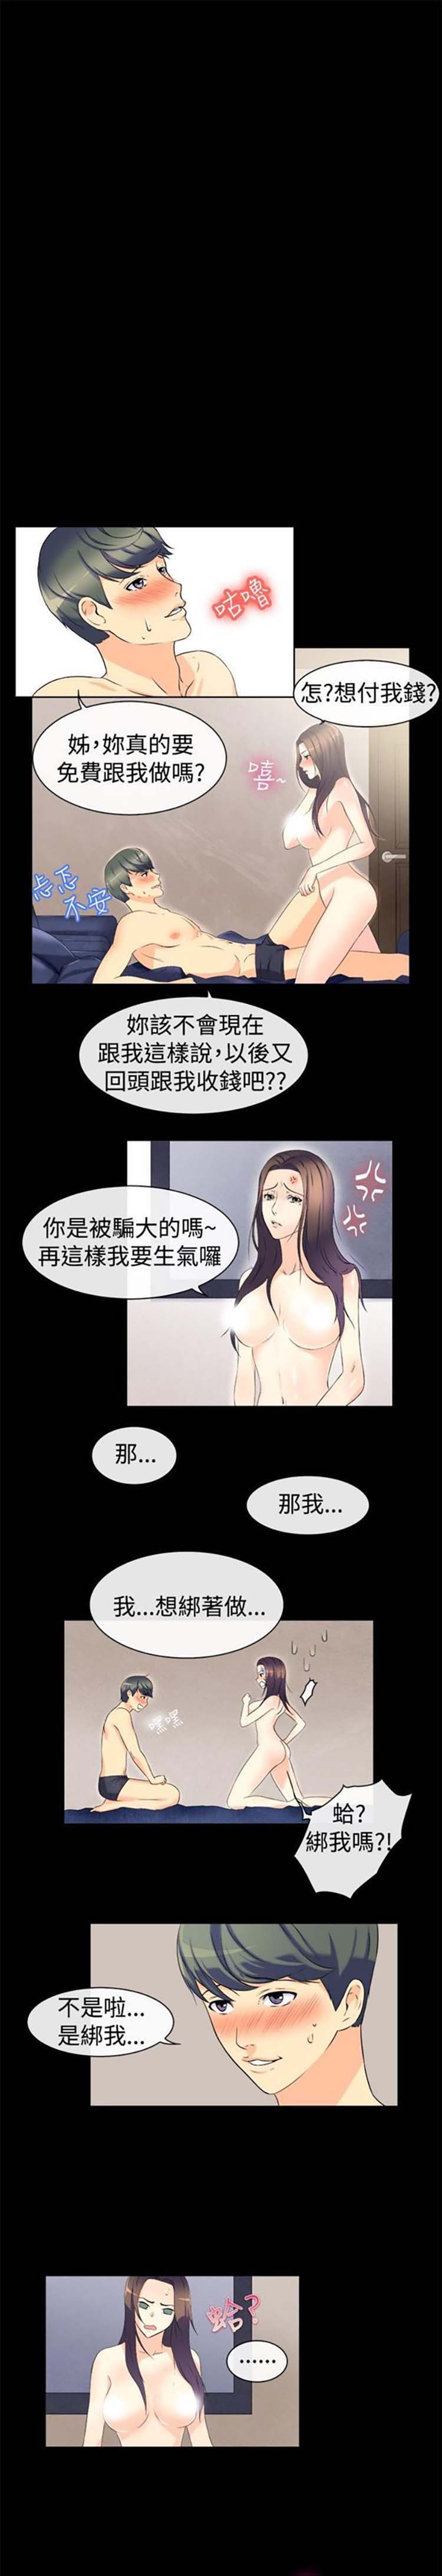 咕嚕
怎?想付我錢?
姊,妳真的要
免費跟我做嗎?
嘻~
忐忑
不安
妳該不會現在
跟我這樣說,以後又
回頭跟我收錢吧??
你是被騙大的嗎~
再這樣我要生氣囉
那...
那我...
我...想綁著做...
嘿嘿
蛤?
綁我嗎?!
不是啦...
是綁我...
蛤?
......